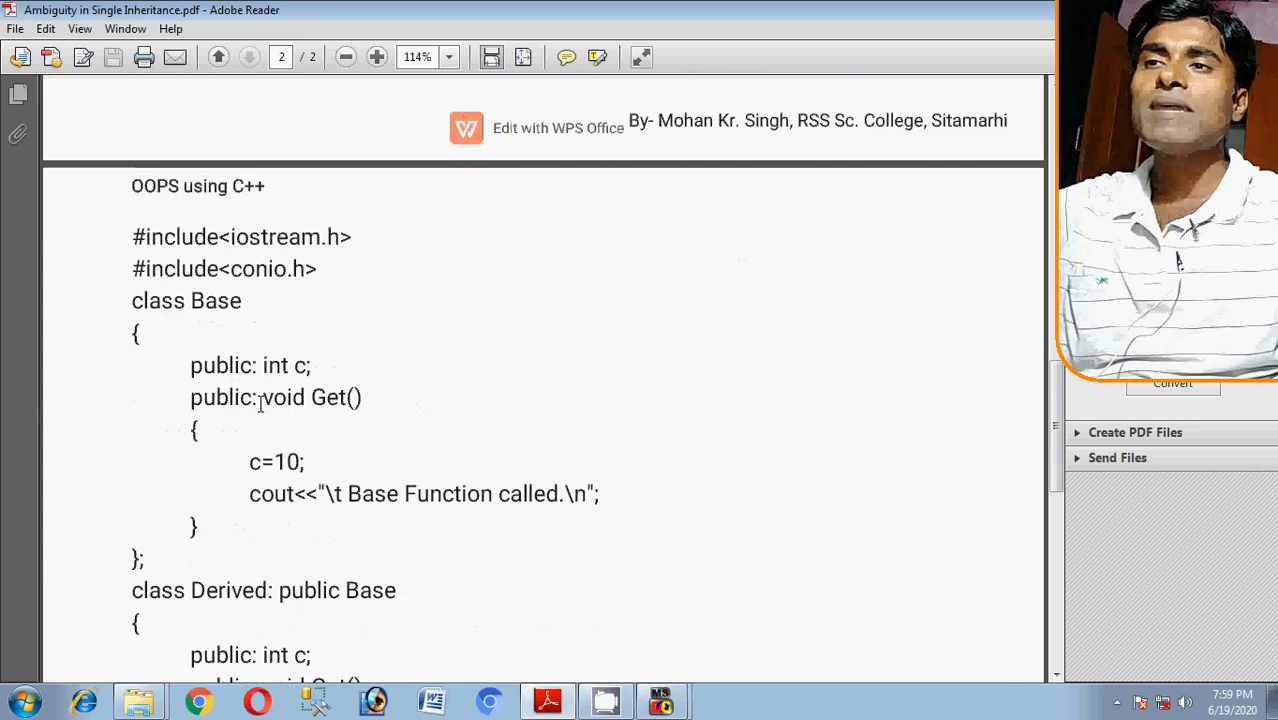 Ambiguity in Single Inheritance.pdf - Adobe Reader
File Edit View Window Help
2 / 2 114%
Edit with WPS Office By- Mohan Kr. Singh, RSS Sc. College, Sitamarhi
OOPS using C++
#include<iostream.h>
#include<conio.h>
class Base
{
public: int c;
public: void Get()
{
c=10;
cout<<"\t Base Function called.\n";
}
};
class Derived: public Base
{
public: int c;
Convert
Create PDF Files
Send Files
MS
7:59 PM
6/19/2020